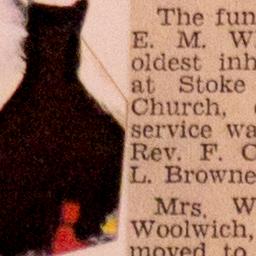 The fun
E. M. W
oldest inh
at Stoke
Church,
service wa
Rev. F. C
L. Browne
Mrs. W
Woolwich,
moved to